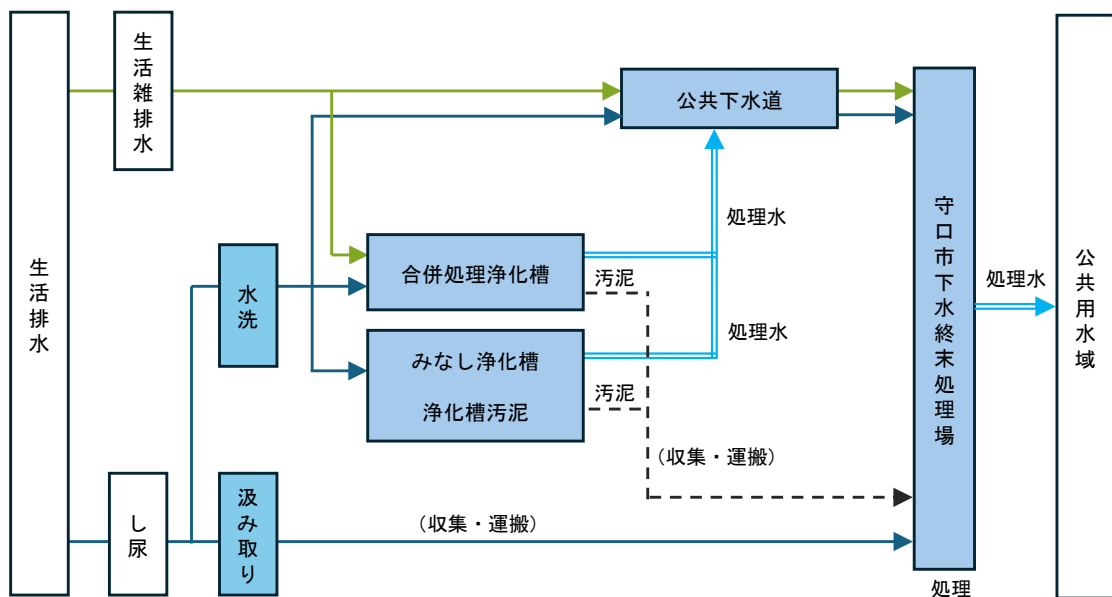 生活排水
生活雑排水
し尿
水洗
汲み取り
公共下水道
合併処理浄化槽
みなし浄化槽
浄化槽汚泥
処理水
処理水
汚泥
汚泥
（収集・運搬）
（収集・運搬）
守口市下水終末処理場
処理
処理水
公共用水域